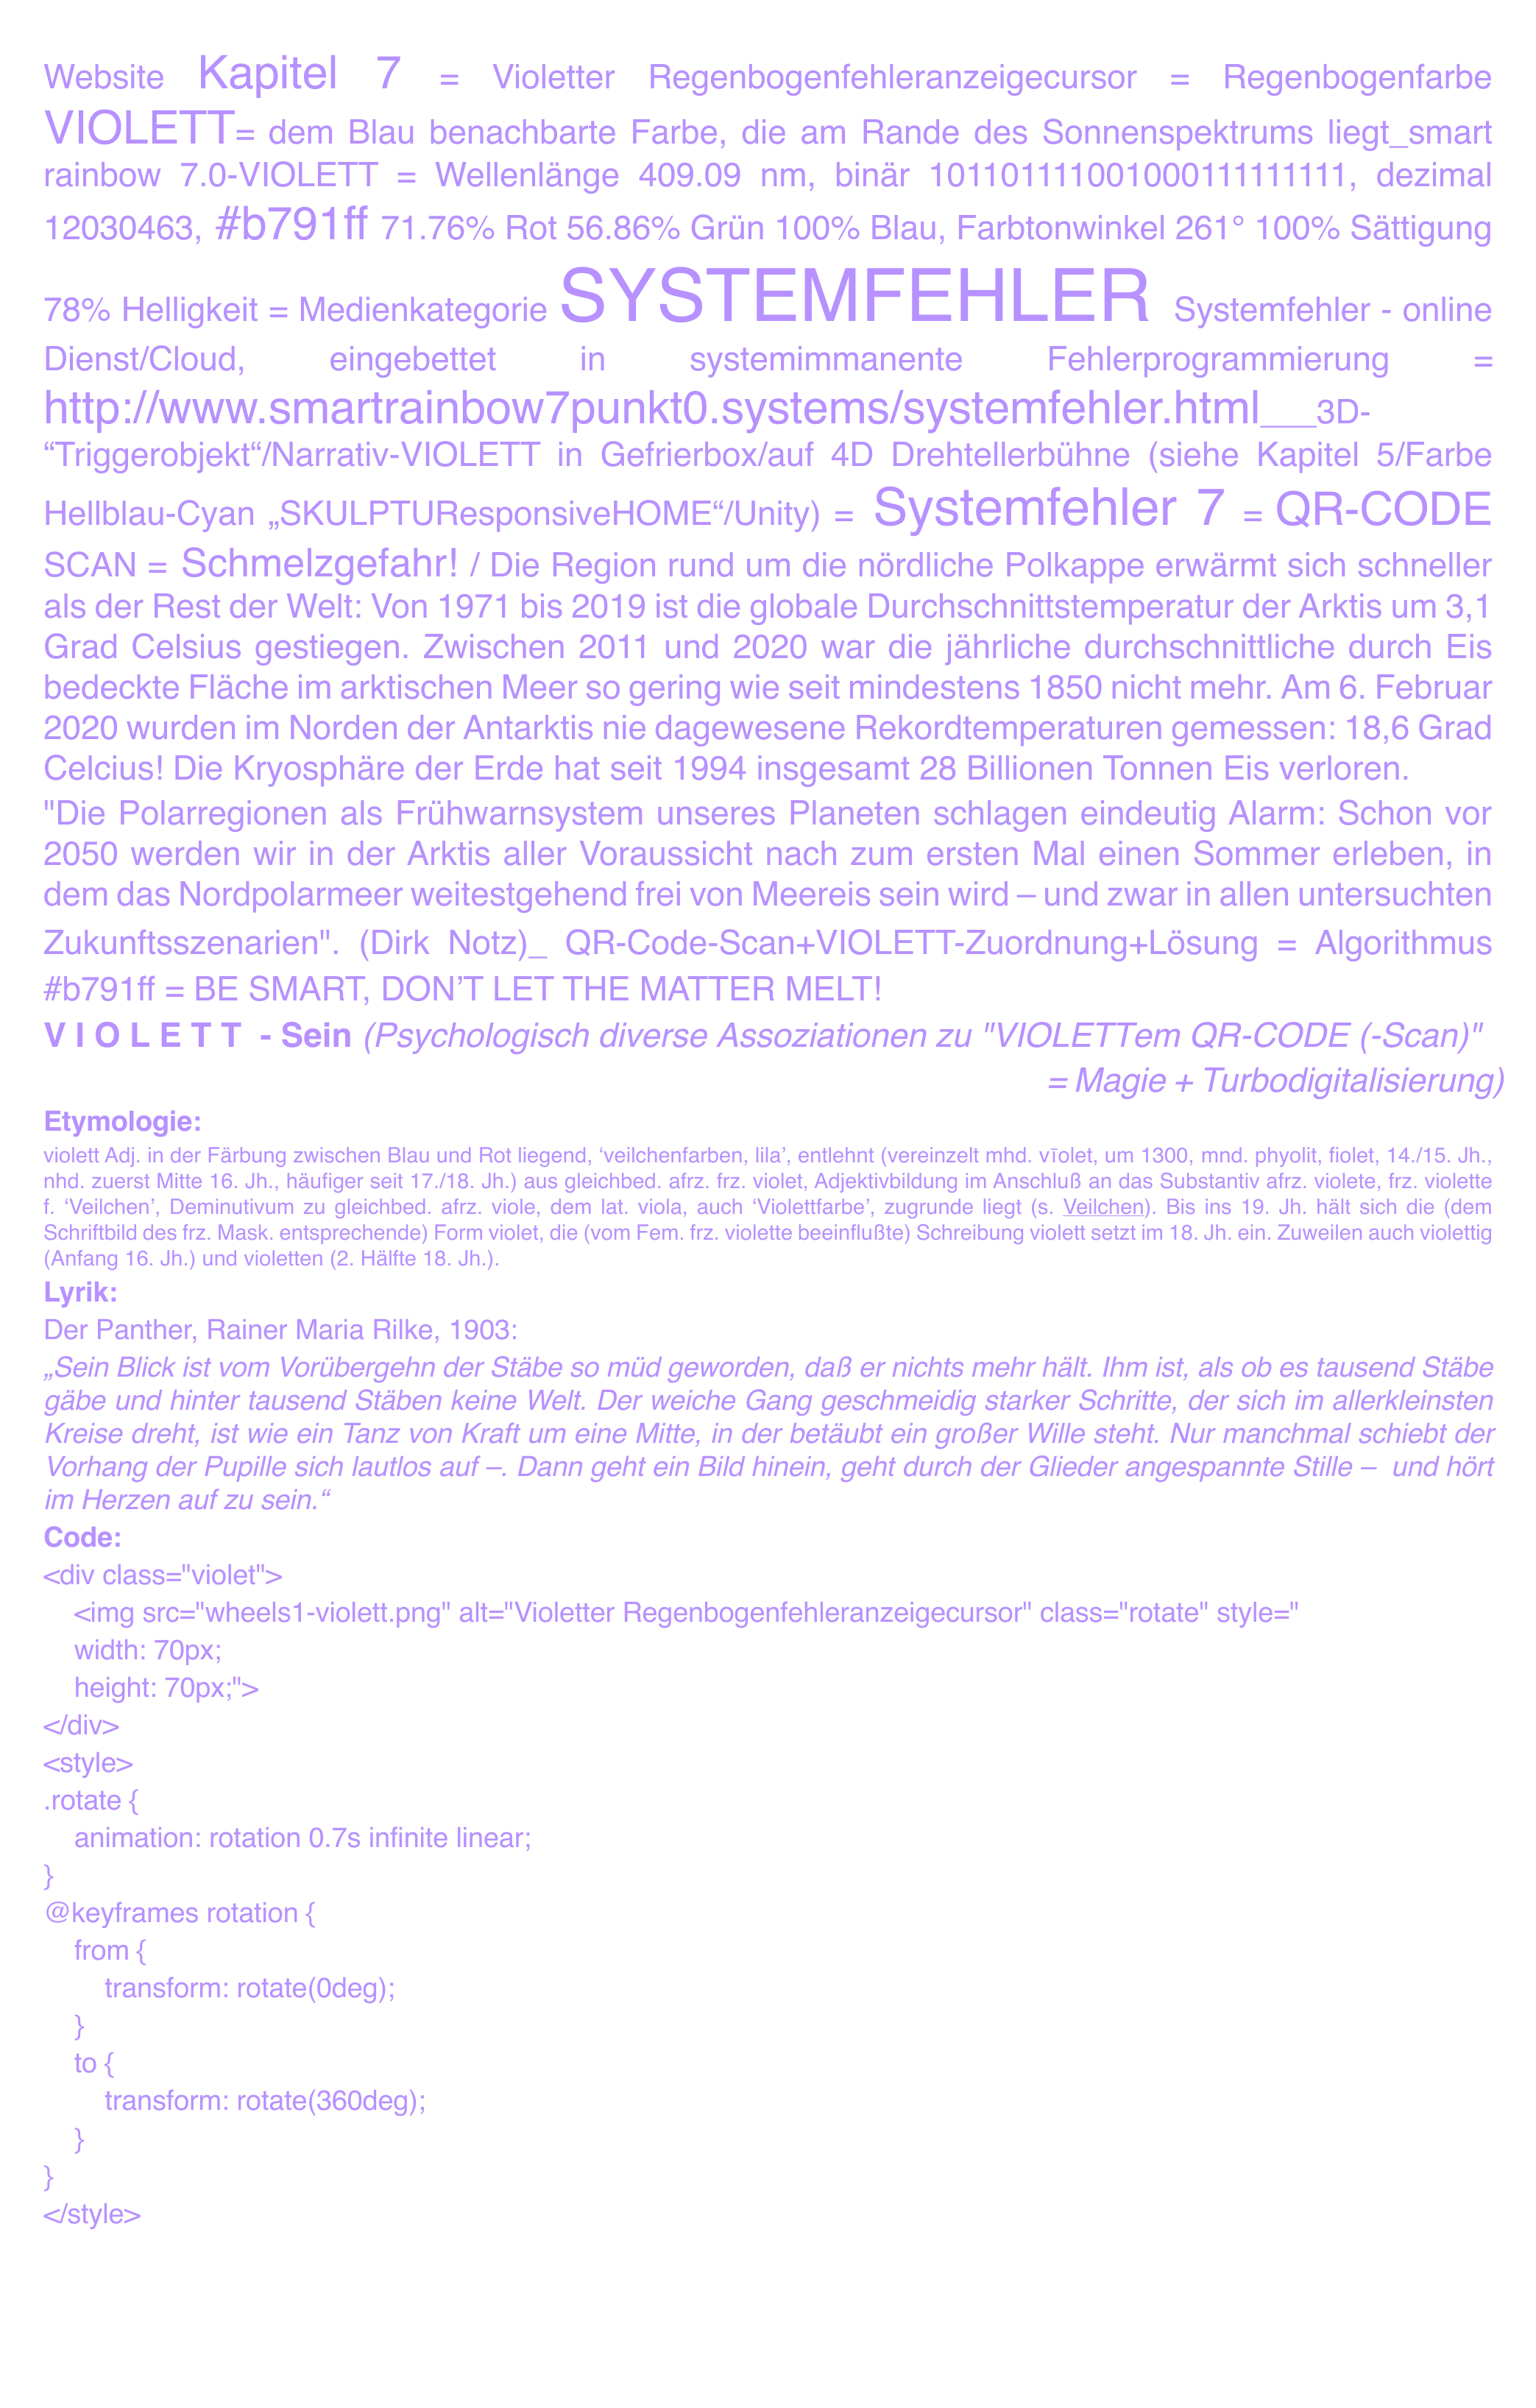 Website Kapitel 7 = Violetter Regenbogenfehleranzeigecursor = Regenbogenfarbe
VIOLETT= dem Blau benachbarte Farbe, die am Rande des Sonnenspektrums liegt_smart
rainbow 7.0-VIOLETT = Wellenlänge 409.09 nm, binär 101101111001000111111111, dezimal
12030463, #b791ff 71.76% Rot 56.86% Grün 100% Blau, Farbtonwinkel 261° 100% Sättigung
78% Helligkeit = Medienkategorie SYSTEMFEHLER Systemfehler - online
Dienst/Cloud, eingebettet in systemimmanente Fehlerprogrammierung =
http://www.smartrainbow7punkt0.systems/systemfehler.html___3D-
“Triggerobjekt“/Narrativ-VIOLETT in Gefrierbox/auf 4D Drehtellerbühne (siehe Kapitel 5/Farbe
Hellblau-Cyan „SKULPTUResponsiveHOME“/Unity) = Systemfehler 7 = QR-CODE
SCAN = Schmelzgefahr! / Die Region rund um die nördliche Polkappe erwärmt sich schneller
als der Rest der Welt: Von 1971 bis 2019 ist die globale Durchschnittstemperatur der Arktis um 3,1
Grad Celsius gestiegen. Zwischen 2011 und 2020 war die jährliche durchschnittliche durch Eis
bedeckte Fläche im arktischen Meer so gering wie seit mindestens 1850 nicht mehr. Am 6. Februar
2020 wurden im Norden der Antarktis nie dagewesene Rekordtemperaturen gemessen: 18,6 Grad
Celcius! Die Kryosphäre der Erde hat seit 1994 insgesamt 28 Billionen Tonnen Eis verloren.
"Die Polarregionen als Frühwarnsystem unseres Planeten schlagen eindeutig Alarm: Schon vor
2050 werden wir in der Arktis aller Voraussicht nach zum ersten Mal einen Sommer erleben, in
dem das Nordpolarmeer weitestgehend frei von Meereis sein wird – und zwar in allen untersuchten
Zukunftsszenarien". (Dirk Notz)_ QR-Code-Scan+VIOLETT-Zuordnung+Lösung = Algorithmus
#b791ff = BE SMART, DON’T LET THE MATTER MELT!
V I O L E T T - Sein (Psychologisch diverse Assoziationen zu "VIOLETTem QR-CODE (-Scan)"
= Magie + Turbodigitalisierung)
Etymologie:
violett Adj. in der Färbung zwischen Blau und Rot liegend, ‘veilchenfarben, lila’, entlehnt (vereinzelt mhd. vīolet, um 1300, mnd. phyolit, fiolet, 14./15. Jh.,
nhd. zuerst Mitte 16. Jh., häufiger seit 17./18. Jh.) aus gleichbed. afrz. frz. violet, Adjektivbildung im Anschluß an das Substantiv afrz. violete, frz. violette
f. ‘Veilchen’, Deminutivum zu gleichbed. afrz. viole, dem lat. viola, auch ‘Violettfarbe’, zugrunde liegt (s. Veilchen). Bis ins 19. Jh. hält sich die (dem
Schriftbild des frz. Mask. entsprechende) Form violet, die (vom Fem. frz. violette beeinflußte) Schreibung violett setzt im 18. Jh. ein. Zuweilen auch violettig
(Anfang 16. Jh.) und violetten (2. Hälfte 18. Jh.).
Lyrik:
Der Panther, Rainer Maria Rilke, 1903:
„Sein Blick ist vom Vorübergehn der Stäbe so müd geworden, daß er nichts mehr hält. Ihm ist, als ob es tausend Stäbe
gäbe und hinter tausend Stäben keine Welt. Der weiche Gang geschmeidig starker Schritte, der sich im allerkleinsten
Kreise dreht, ist wie ein Tanz von Kraft um eine Mitte, in der betäubt ein großer Wille steht. Nur manchmal schiebt der
Vorhang der Pupille sich lautlos auf –. Dann geht ein Bild hinein, geht durch der Glieder angespannte Stille – und hört
im Herzen auf zu sein.“
Code:
<div class="violet">
<img src="wheels1-violett.png" alt="Violetter Regenbogenfehleranzeigecursor" class="rotate" style="
width: 70px;
height: 70px;">
</div>
<style>
.rotate {
animation: rotation 0.7s infinite linear;
}
@keyframes rotation {
from {
transform: rotate(0deg);
}
to {
transform: rotate(360deg);
}
}
</style>